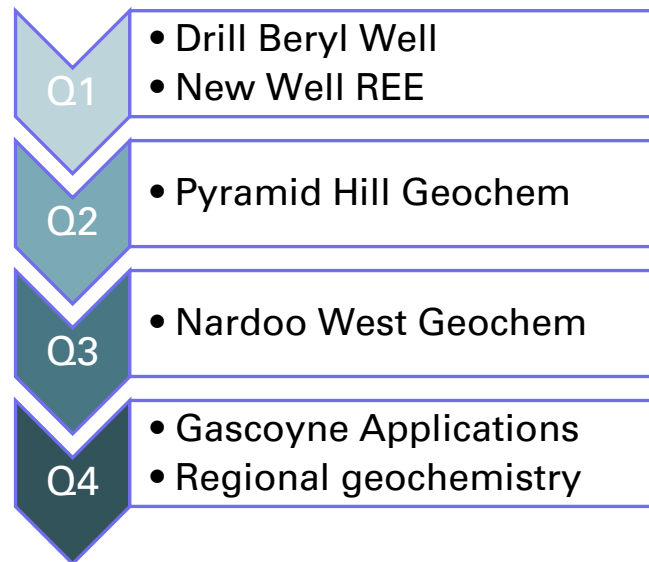 Q1
• Drill Beryl Well
• New Well REE
Q2
• Pyramid Hill Geochem
Q3
• Nardoo West Geochem
Q4
• Gascoyne Applications
• Regional geochemistry